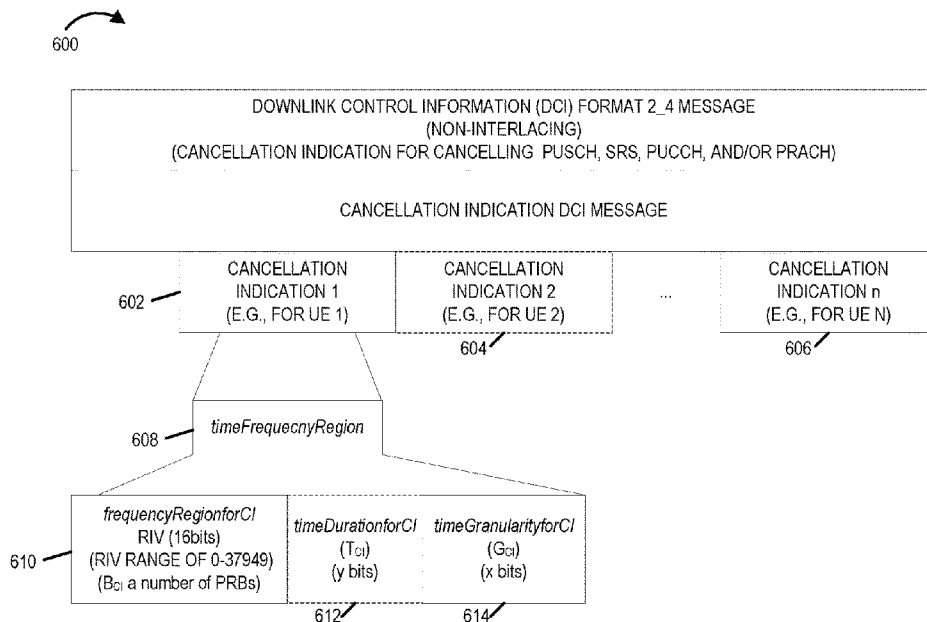 600
DOWNLINK CONTROL INFORMATION (DCI) FORMAT 2_4 MESSAGE
(NON-INTERLACING)
(CANCELLATION INDICATION FOR CANCELLING PUSCH, SRS, PUCCH, AND/OR PRACH)
CANCELLATION INDICATION DCI MESSAGE
602
CANCELLATION
INDICATION 1
(E.G., FOR UE 1)
CANCELLATION
INDICATION 2
(E.G., FOR UE 2)
604
...
CANCELLATION
INDICATION n
(E.G., FOR UE N)
606
608
timeFrequecnyRegion
610
frequencyRegionforCI
RIV (16bits)
(RIV RANGE OF 0-37949)
(BCI a number of PRBs)
timeDurationforCI
(TCI)
(y bits)
612
timeGranularityforCI
(GCI)
(x bits)
614